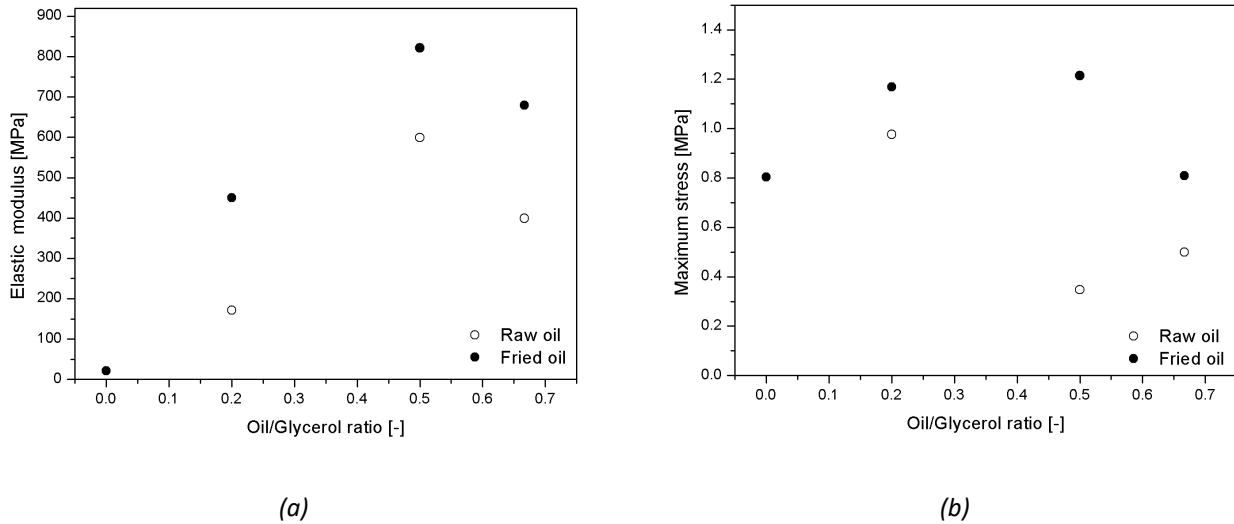 900
800
700
600
500
400
300
200
100
0
Elastic modulus [MPa]
0.0 0.1 0.2 0.3 0.4 0.5 0.6 0.7
Oil/Glycerol ratio [-]
Raw oil
Fried oil
(a)
1.4
1.2
1.0
0.8
0.6
0.4
0.2
0.0
Maximum stress [MPa]
0.0 0.1 0.2 0.3 0.4 0.5 0.6 0.7
Oil/Glycerol ratio [-]
Raw oil
Fried oil
(b)